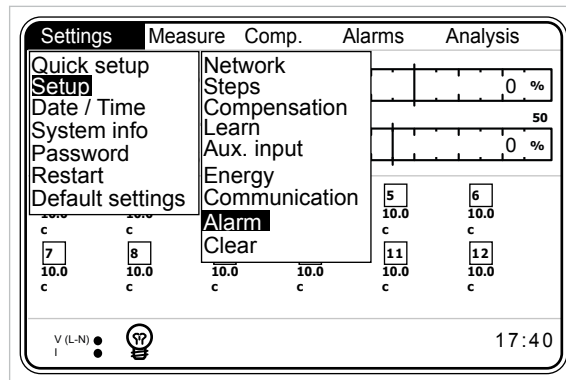 Settings Measure Comp. Alarms Analysis
Quick setup
Setup
Date / Time
System info
Password
Restart
Default settings
Network
Steps
Compensation
Learn
Aux. input
Energy
Communication
Alarm
Clear
0 %
50
0 %
5 6
10.0 10.0
c c c
7 8 11 12
10.0 10.0 10.0 10.0 10.0 10.0
c c c c c c
V (L-N)
I
17:40